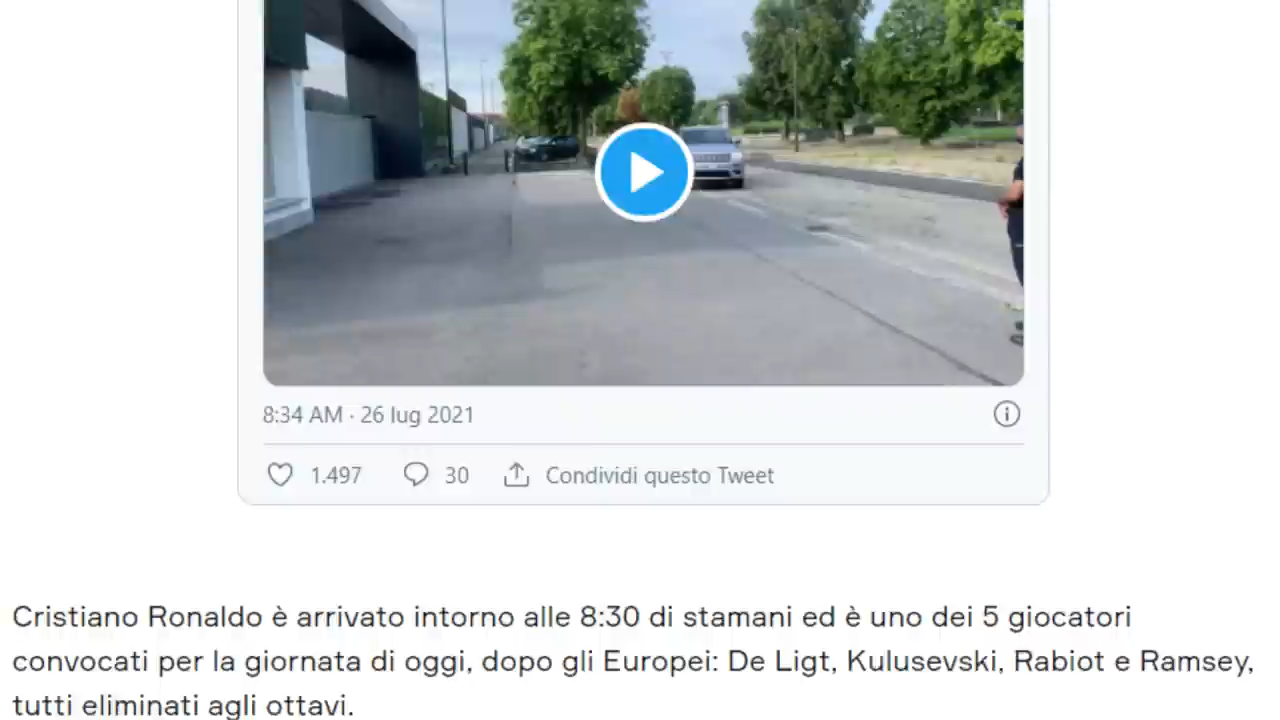 8:34 AM · 26 lug 2021
1.497 30 Condividi questo Tweet
Cristiano Ronaldo è arrivato intorno alle 8:30 di stamani ed è uno dei 5 giocatori
convocati per la giornata di oggi, dopo gli Europei: De Ligt, Kulusevski, Rabiot e Ramsey,
tutti eliminati agli ottavi.